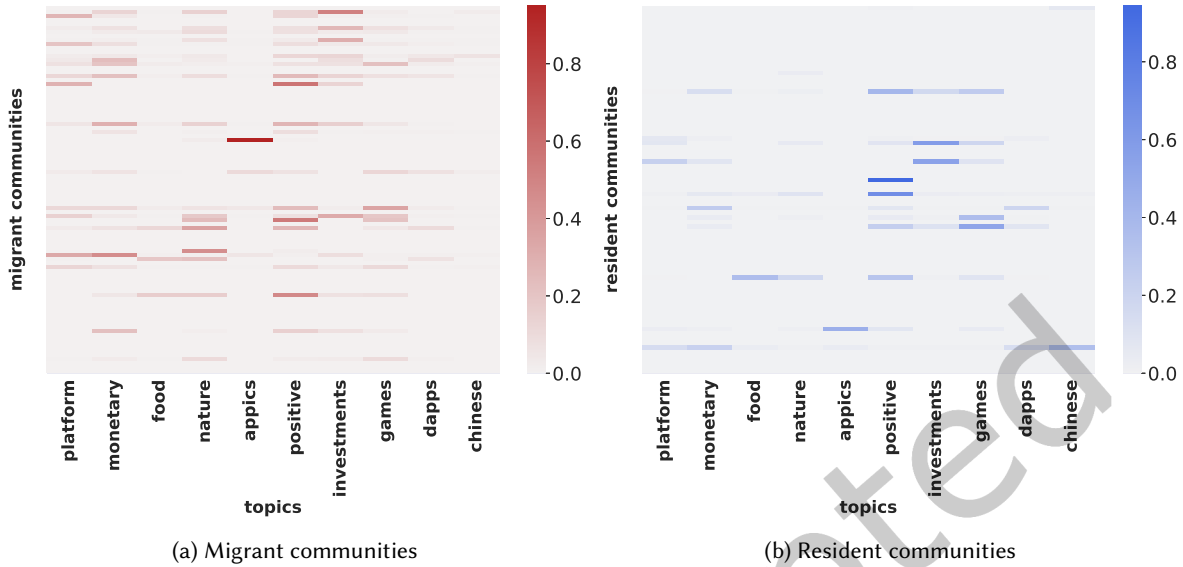 migrant communities
0.8
0.6
0.4
0.2
0.0
platform
monetary
food
nature
appics
positive
investments
games
dapps
chinese
topics
(a) Migrant communities
resident communities
0.8
0.6
0.4
0.2
0.0
platform
monetary
food
nature
appics
positive
investments
games
dapps
chinese
topics
(b) Resident communities
nted